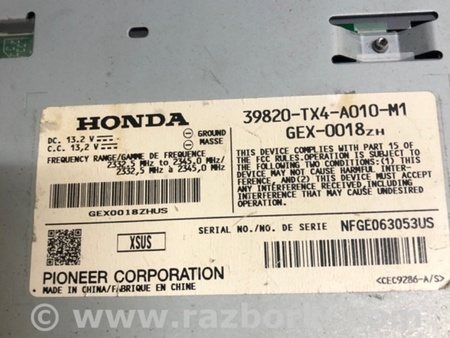 HONDA
39820-TX4-A010-M1
GEX-0018ZH
DC. 13.2 V
C.C. 13,2 V
GROUND
MASSE
FREQUENCY RANGE/GAMME DE FREQUENCE
2332.5 MHz TO 2345.0 MHz/
2332,5 MHz à 2345,0 MHz
THIS DEVICE COMPLIES WITH PART 15 OF
THE FCC RULES.OPERATION IS SUBJECT TO
THE FOLLOWING TWO CONDITIONS: (1)THIS
DEVICE MAY NOT CAUSE HARMFUL INTER-
FERENCE, AND (2) THIS DEVICE MUST ACCEPT
ANY INTERFERENCE RECEIVED, INCLUDING
INTERFERENCE THAT MAY CAUSE UNDESIRED
OPERATION.
GEX0018ZHUS
XSUS
SERIAL NO./NO. DE SERIE NFGE063053US
PIONEER CORPORATION
MADE IN CHINA/FABRIQUE EN CHINE
<CEC9286-A/S>
© www.razborka